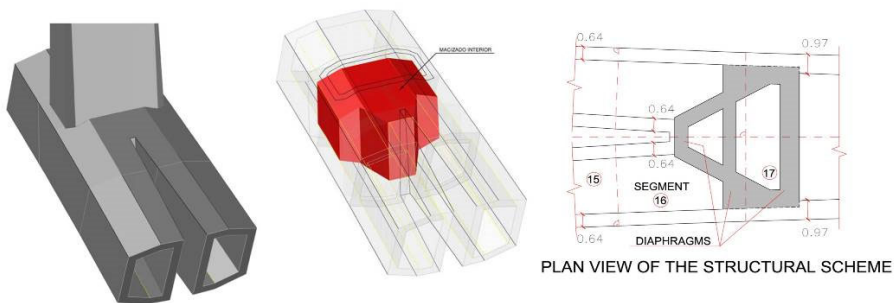 MACIZADO INTERIOR
0.64
0.97
0.64
15
0.64
SEGMENT
16
17
0.64
DIAPHRAGMS
0.97
PLAN VIEW OF THE STRUCTURAL SCHEME